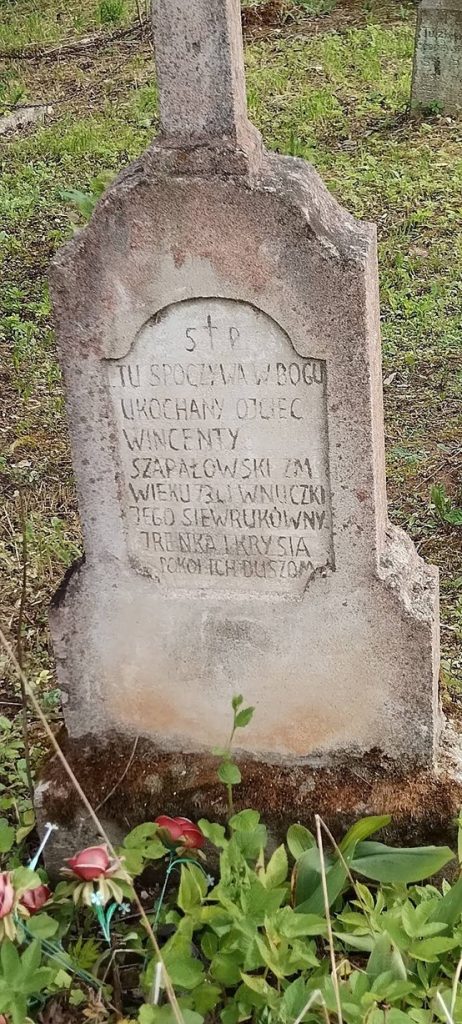 S † P
TU SPOCZYWA W BOGU
UKOCHANY OJCIEC
WINCENTY
SZAPAŁOWSKI ZM
WIEKU 73 L I WNUCZKI
JEGO SIEWRUKÓWNY
IRENKA I KRYSIA
POKÓJ ICH DUSZOM